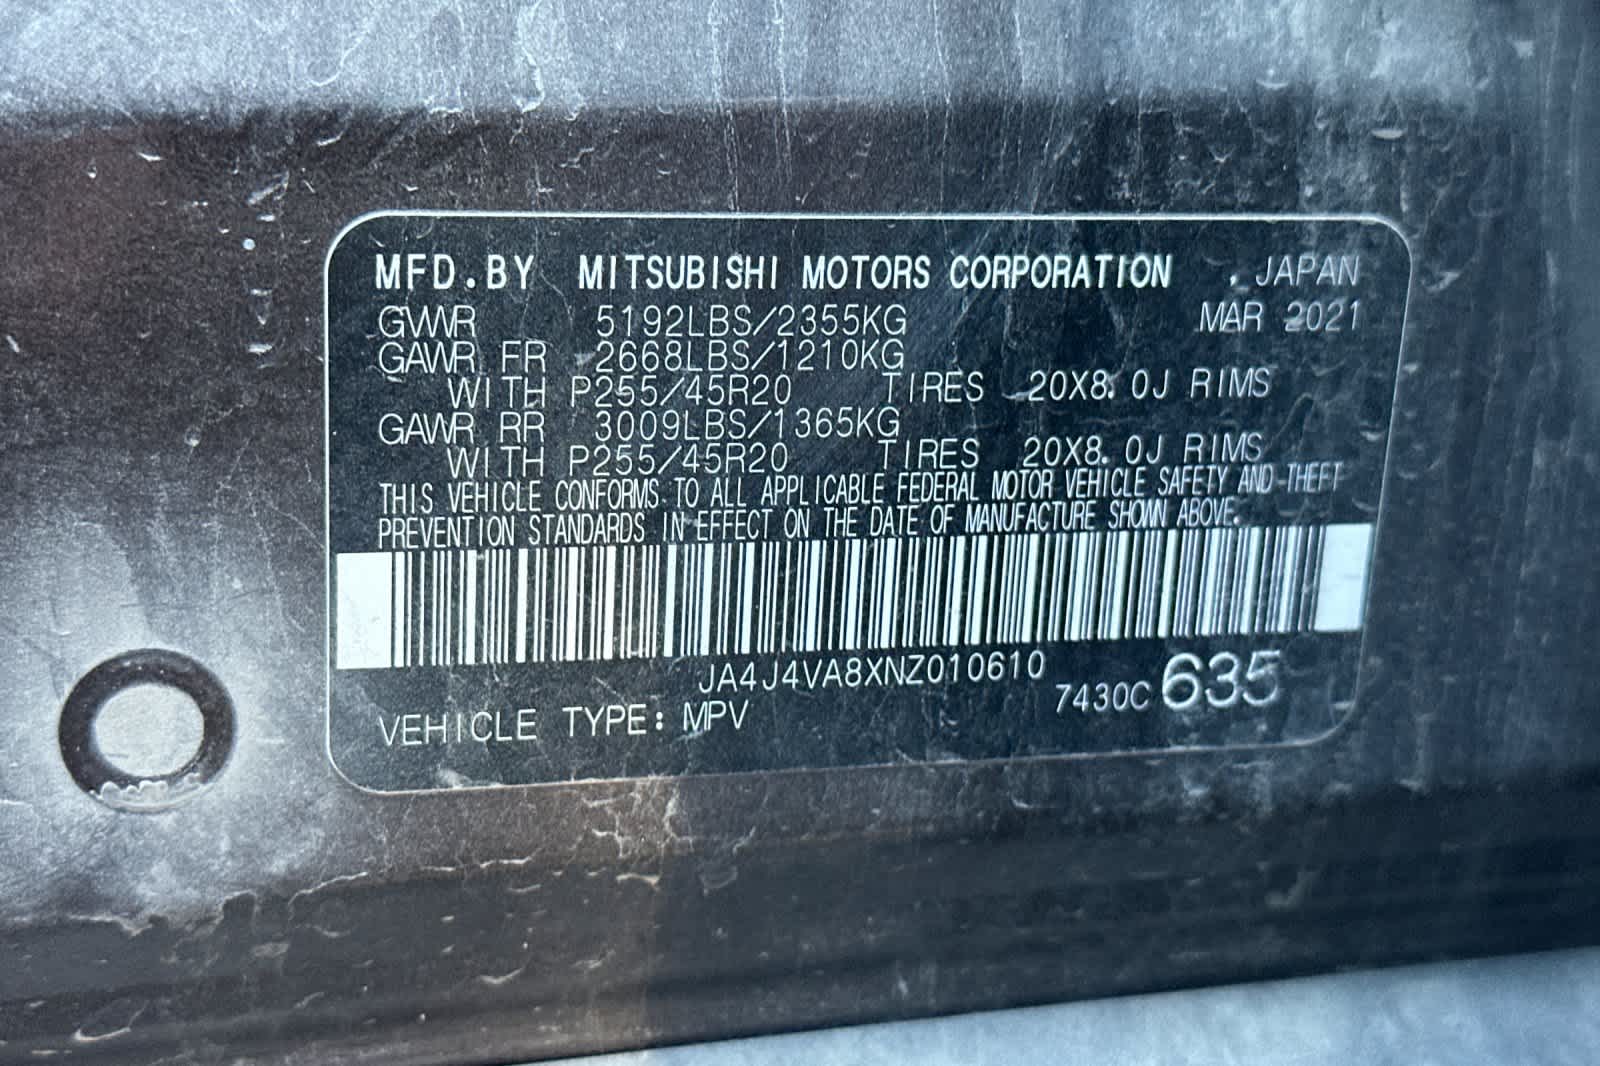 MFD.BY MITSUBISHI MOTORS CORPORATION , JAPAN
GVWR 5192LBS/2355KG MAR 2021
GAWR FR 2668LBS/1210KG
WITH P255/45R20 TIRES 20X8.0J RIMS
GAWR RR 3009LBS/1365KG
WITH P255/45R20 TIRES 20X8.0J RIMS
THIS VEHICLE CONFORMS TO ALL APPLICABLE FEDERAL MOTOR VEHICLE SAFETY AND THEFT
PREVENTION STANDARDS IN EFFECT ON THE DATE OF MANUFACTURE SHOWN ABOVE.
JA4J4VA8XNZ010610
7430C 635
VEHICLE TYPE: MPV